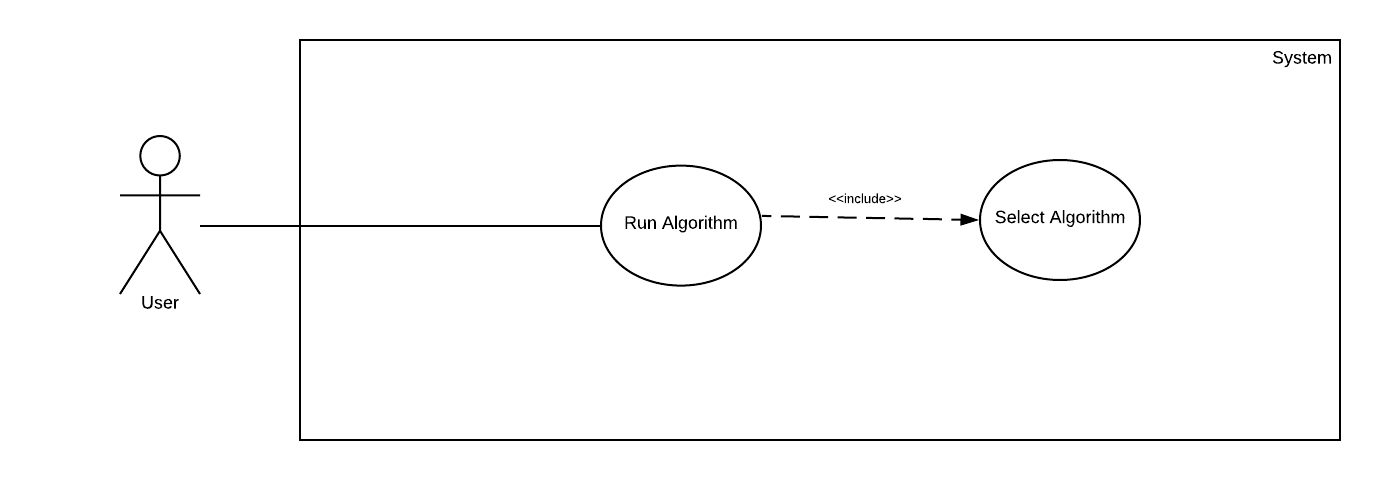 System
<<include>>
Run Algorithm
Select Algorithm
User